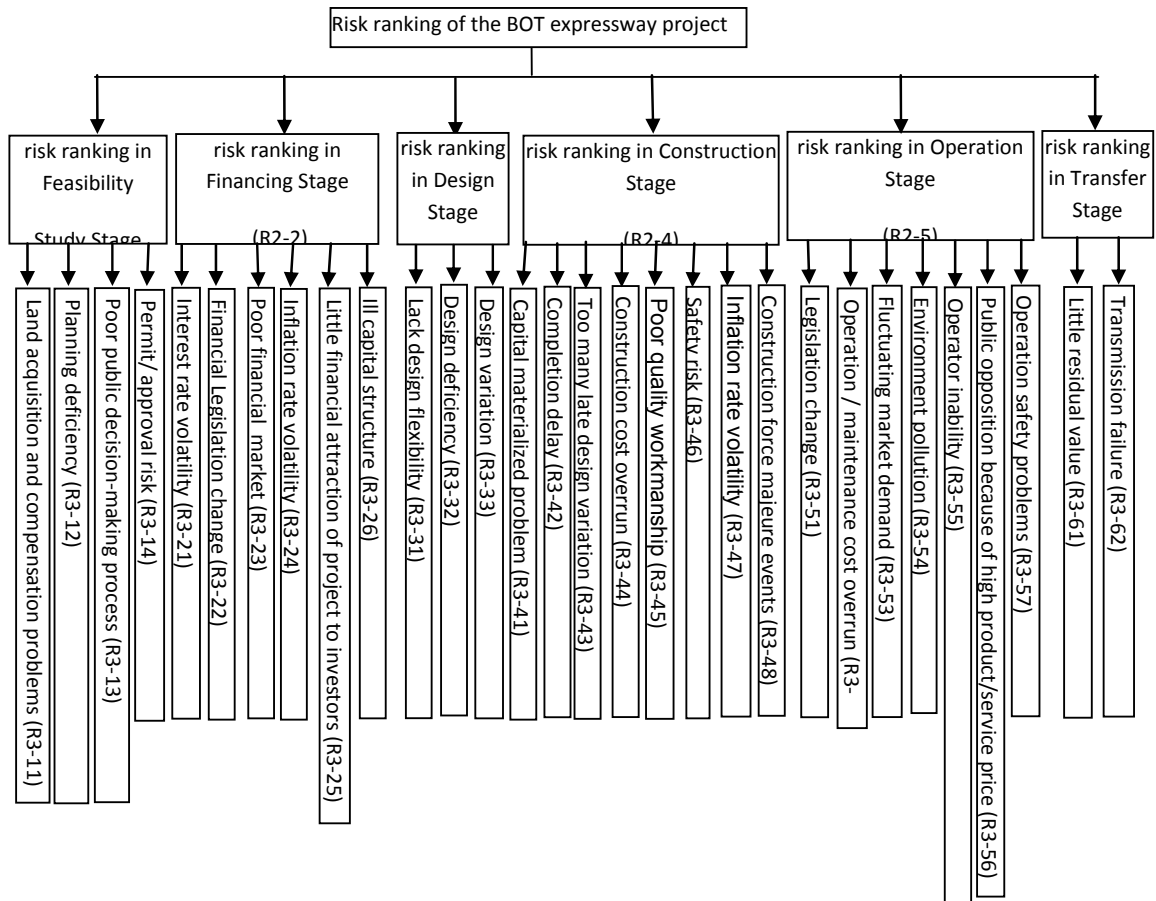 Risk ranking of the BOT expressway project
risk ranking in
Feasibility
Study Stage
risk ranking in
Financing Stage
(R2-2)
risk ranking
in Design
Stage
risk ranking in Construction
Stage
(R2-4)
risk ranking in Operation
Stage
(R2-5)
risk ranking
in Transfer
Stage
Land acquisition and compensation problems (R3-11)
Planning deficiency (R3-12)
Poor public decision-making process (R3-13)
Permit/ approval risk (R3-14)
Interest rate volatility (R3-21)
Financial Legislation change (R3-22)
Poor financial market (R3-23)
Inflation rate volatility (R3-24)
Little financial attraction of project to investors (R3-25)
Ill capital structure (R3-26)
Lack design flexibility (R3-31)
Design deficiency (R3-32)
Design variation (R3-33)
Capital materialized problem (R3-41)
Completion delay (R3-42)
Too many late design variation (R3-43)
Construction cost overrun (R3-44)
Poor quality workmanship (R3-45)
Safety risk (R3-46)
Inflation rate volatility (R3-47)
Construction force majeure events (R3-48)
Legislation change (R3-51)
Operation / maintenance cost overrun (R3-
Fluctuating market demand (R3-53)
Environment pollution (R3-54)
Operator inability (R3-55)
Public opposition because of high product/service price (R3-56)
Operation safety problems (R3-57)
Little residual value (R3-61)
Transmission failure (R3-62)